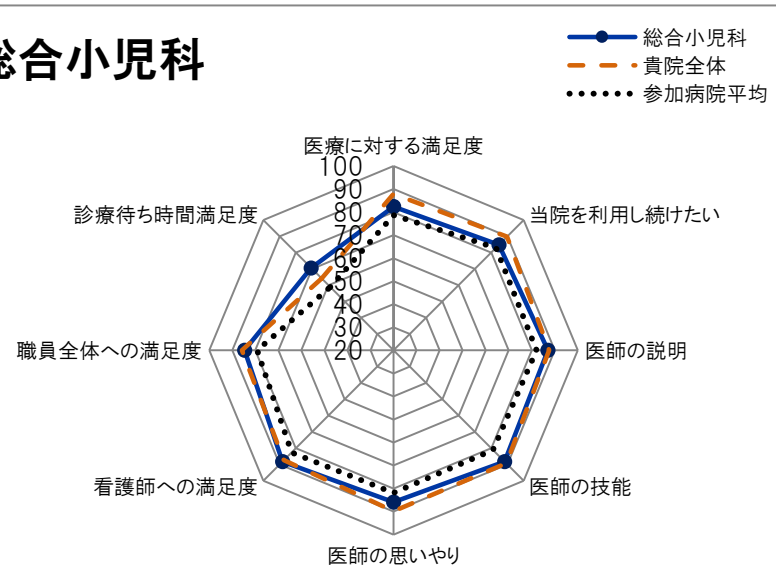 総合小児科
総合小児科
貴院全体
参加病院平均
医療に対する満足度
当院を利用し続けたい
医師の説明
医師の技能
医師の思いやり
看護師への満足度
職員全体への満足度
診療待ち時間満足度
100
90
80
70
60
50
40
30
20